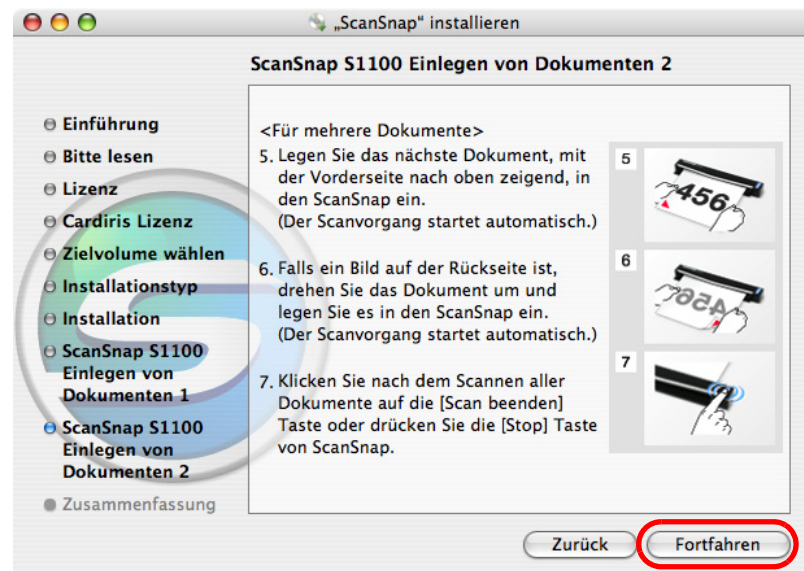 „ScanSnap“ installieren
ScanSnap S1100 Einlegen von Dokumenten 2
Einführung
Bitte lesen
Lizenz
Cardiris Lizenz
Zielvolume wählen
Installationstyp
Installation
ScanSnap S1100
Einlegen von
Dokumenten 1
ScanSnap S1100
Einlegen von
Dokumenten 2
Zusammenfassung
<Für mehrere Dokumente>
5. Legen Sie das nächste Dokument, mit
der Vorderseite nach oben zeigend, in
den ScanSnap ein.
(Der Scanvorgang startet automatisch.)
6. Falls ein Bild auf der Rückseite ist,
drehen Sie das Dokument um und
legen Sie es in den ScanSnap ein.
(Der Scanvorgang startet automatisch.)
7. Klicken Sie nach dem Scannen aller
Dokumente auf die [Scan beenden]
Taste oder drücken Sie die [Stop] Taste
von ScanSnap.
5
456
6
456
7
Zurück
Fortfahren